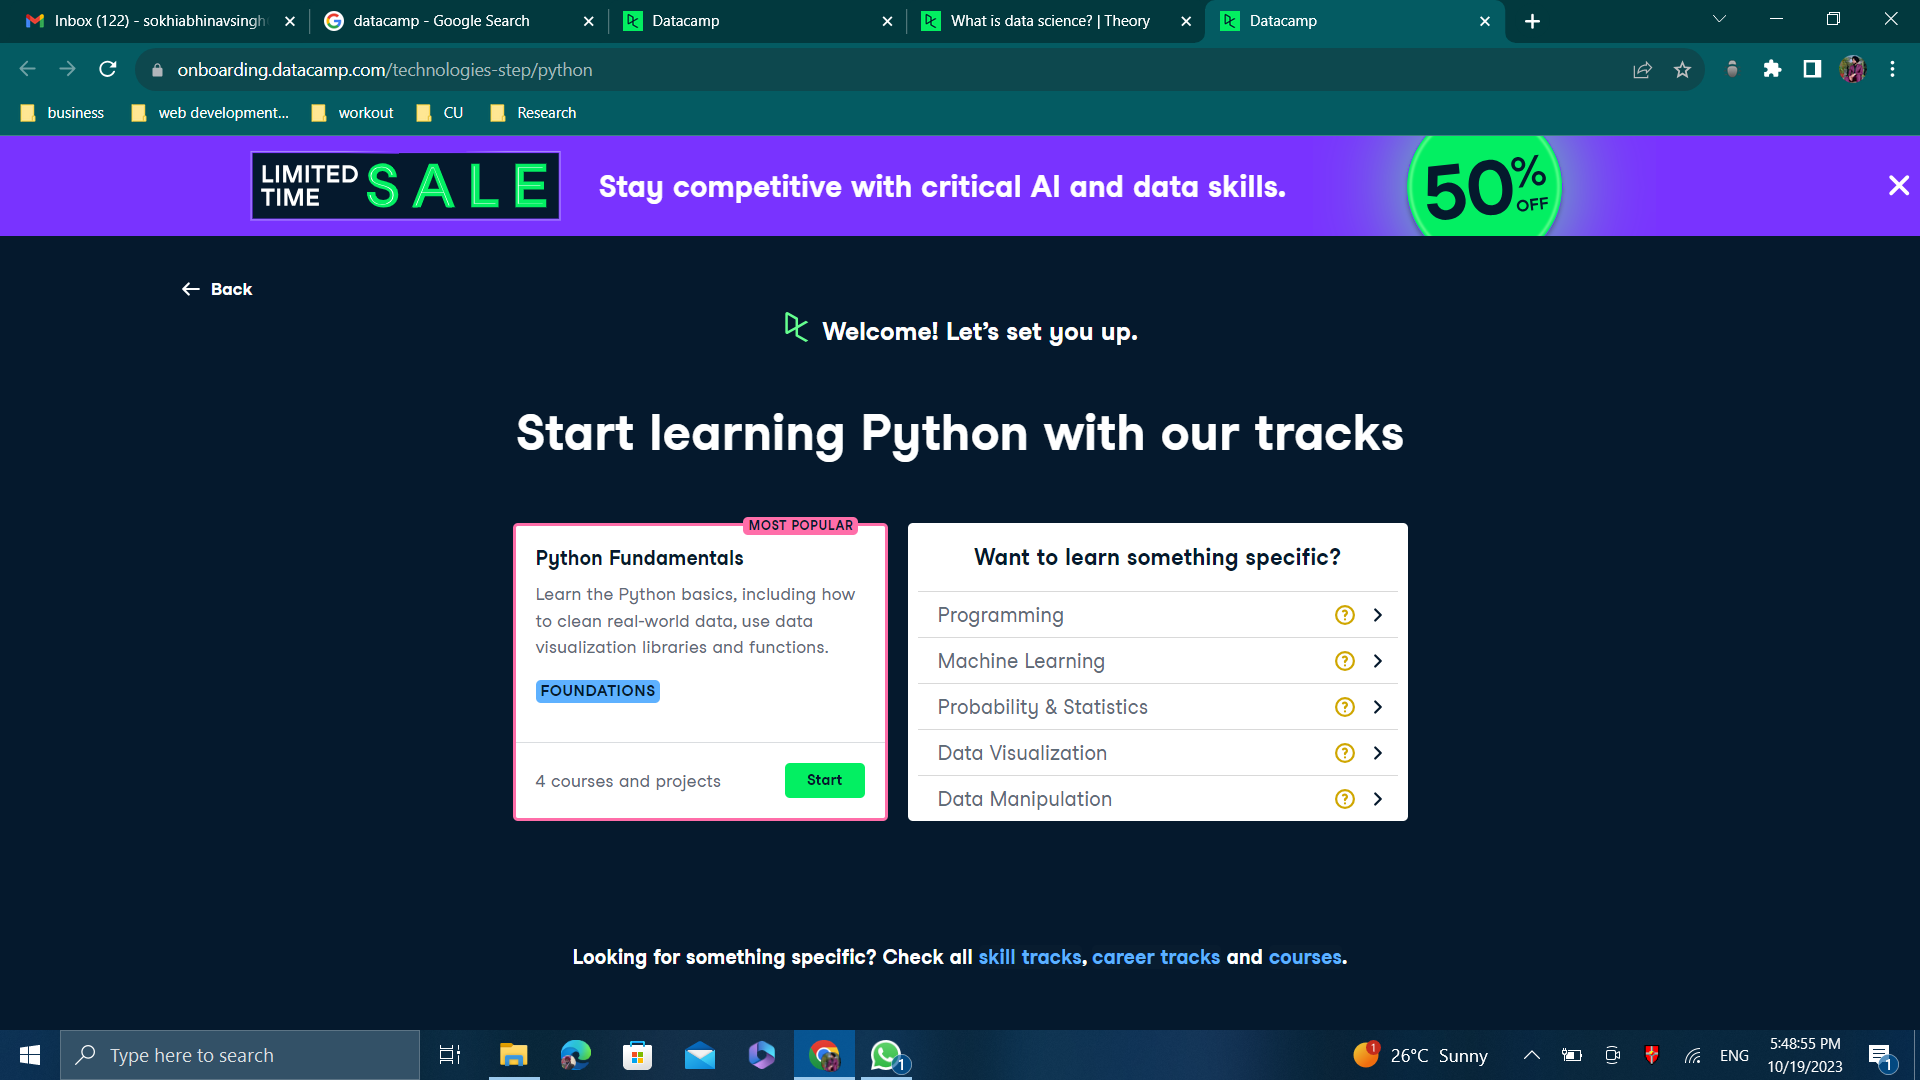 Inbox (122) - sokhiabhinavsingh
datacamp - Google Search
Datacamp
What is data science? | Theory
Datacamp
onboarding.datacamp.com/technologies-step/python
business
web development...
workout
CU
Research
LIMITED TIME SALE
Stay competitive with critical AI and data skills.
50% OFF
Back
Welcome! Let's set you up.
Start learning Python with our tracks
MOST POPULAR
Python Fundamentals
Learn the Python basics, including how
to clean real-world data, use data
visualization libraries and functions.
FOUNDATIONS
4 courses and projects
Start
Want to learn something specific?
Programming
Machine Learning
Probability & Statistics
Data Visualization
Data Manipulation
Looking for something specific? Check all skill tracks, career tracks and courses.
Type here to search
1
1
26°C Sunny
ENG
5:48:55 PM
10/19/2023
1